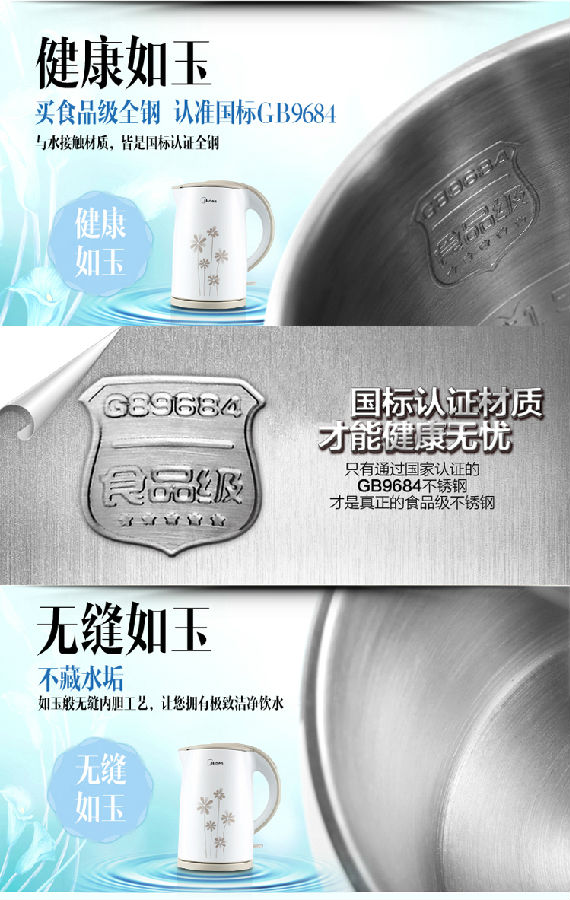 健康如玉
买食品级全钢 认准国标GB9684
与水接触材质，皆是国标认证全钢
健康
如玉
Midea
GB9684
食品级
GB9684
食品级
国标认证材质
才能健康无忧
只有通过国家认证的
GB9684不锈钢
才是真正的食品级不锈钢
无缝如玉
不藏水垢
如玉般无缝内胆工艺，让您拥有极致洁净饮水
无缝
如玉
Midea